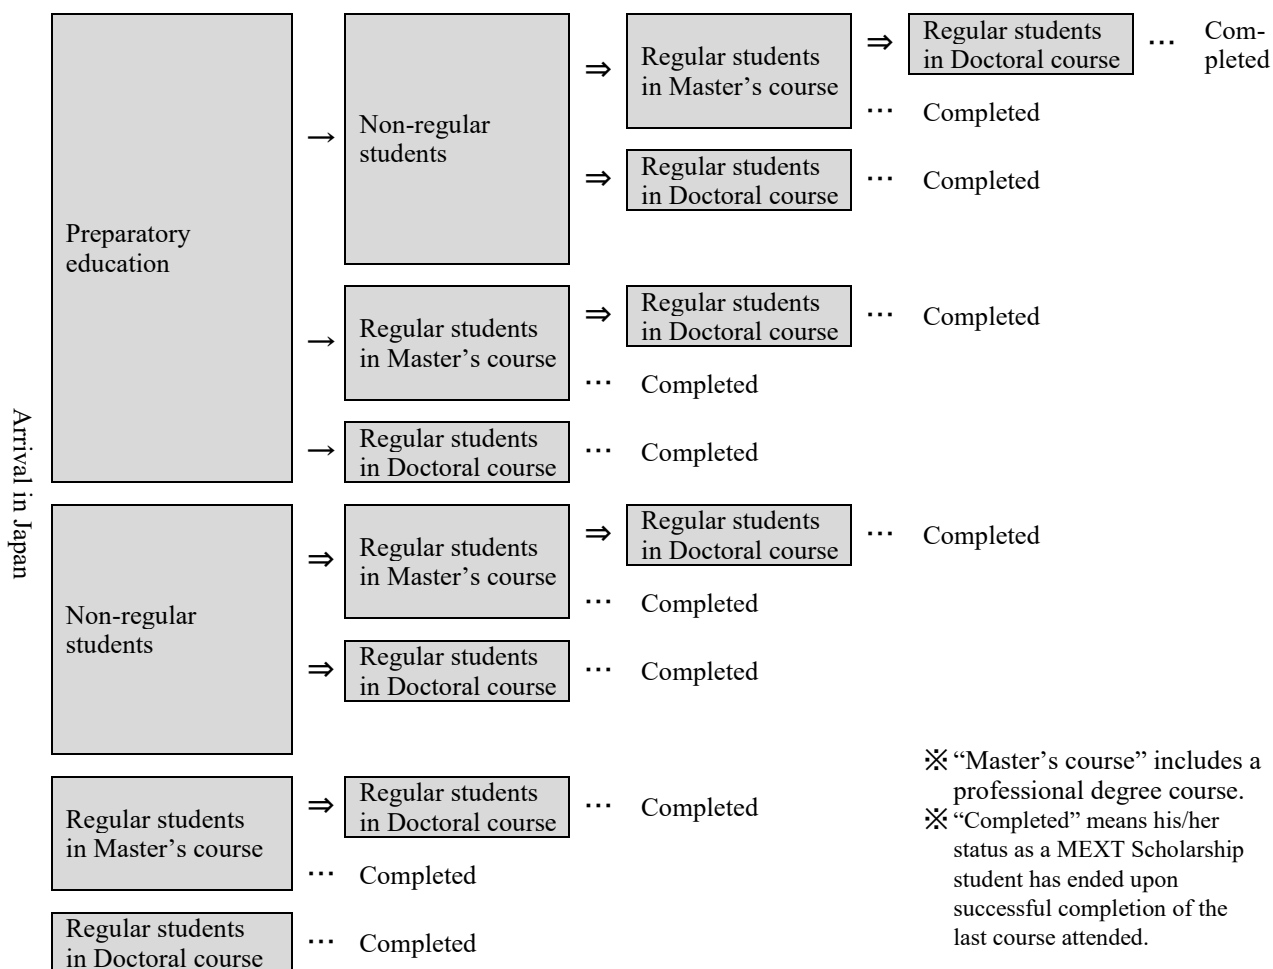 Arrival in Japan
Preparatory
education
→
Non-regular
students
⇒
Regular students
in Master’s course
⇒
Regular students
in Doctoral course
…
Com-
pleted
…
Completed
⇒
Regular students
in Doctoral course
…
Completed
→
Regular students
in Master’s course
⇒
Regular students
in Doctoral course
…
Completed
…
Completed
→
Regular students
in Doctoral course
…
Completed
Non-regular
students
⇒
Regular students
in Master’s course
⇒
Regular students
in Doctoral course
…
Completed
…
Completed
⇒
Regular students
in Doctoral course
…
Completed
Regular students
in Master’s course
⇒
Regular students
in Doctoral course
…
Completed
…
Completed
Regular students
in Doctoral course
…
Completed
※ “Master’s course” includes a
professional degree course.
※ “Completed” means his/her
status as a MEXT Scholarship
student has ended upon
successful completion of the
last course attended.